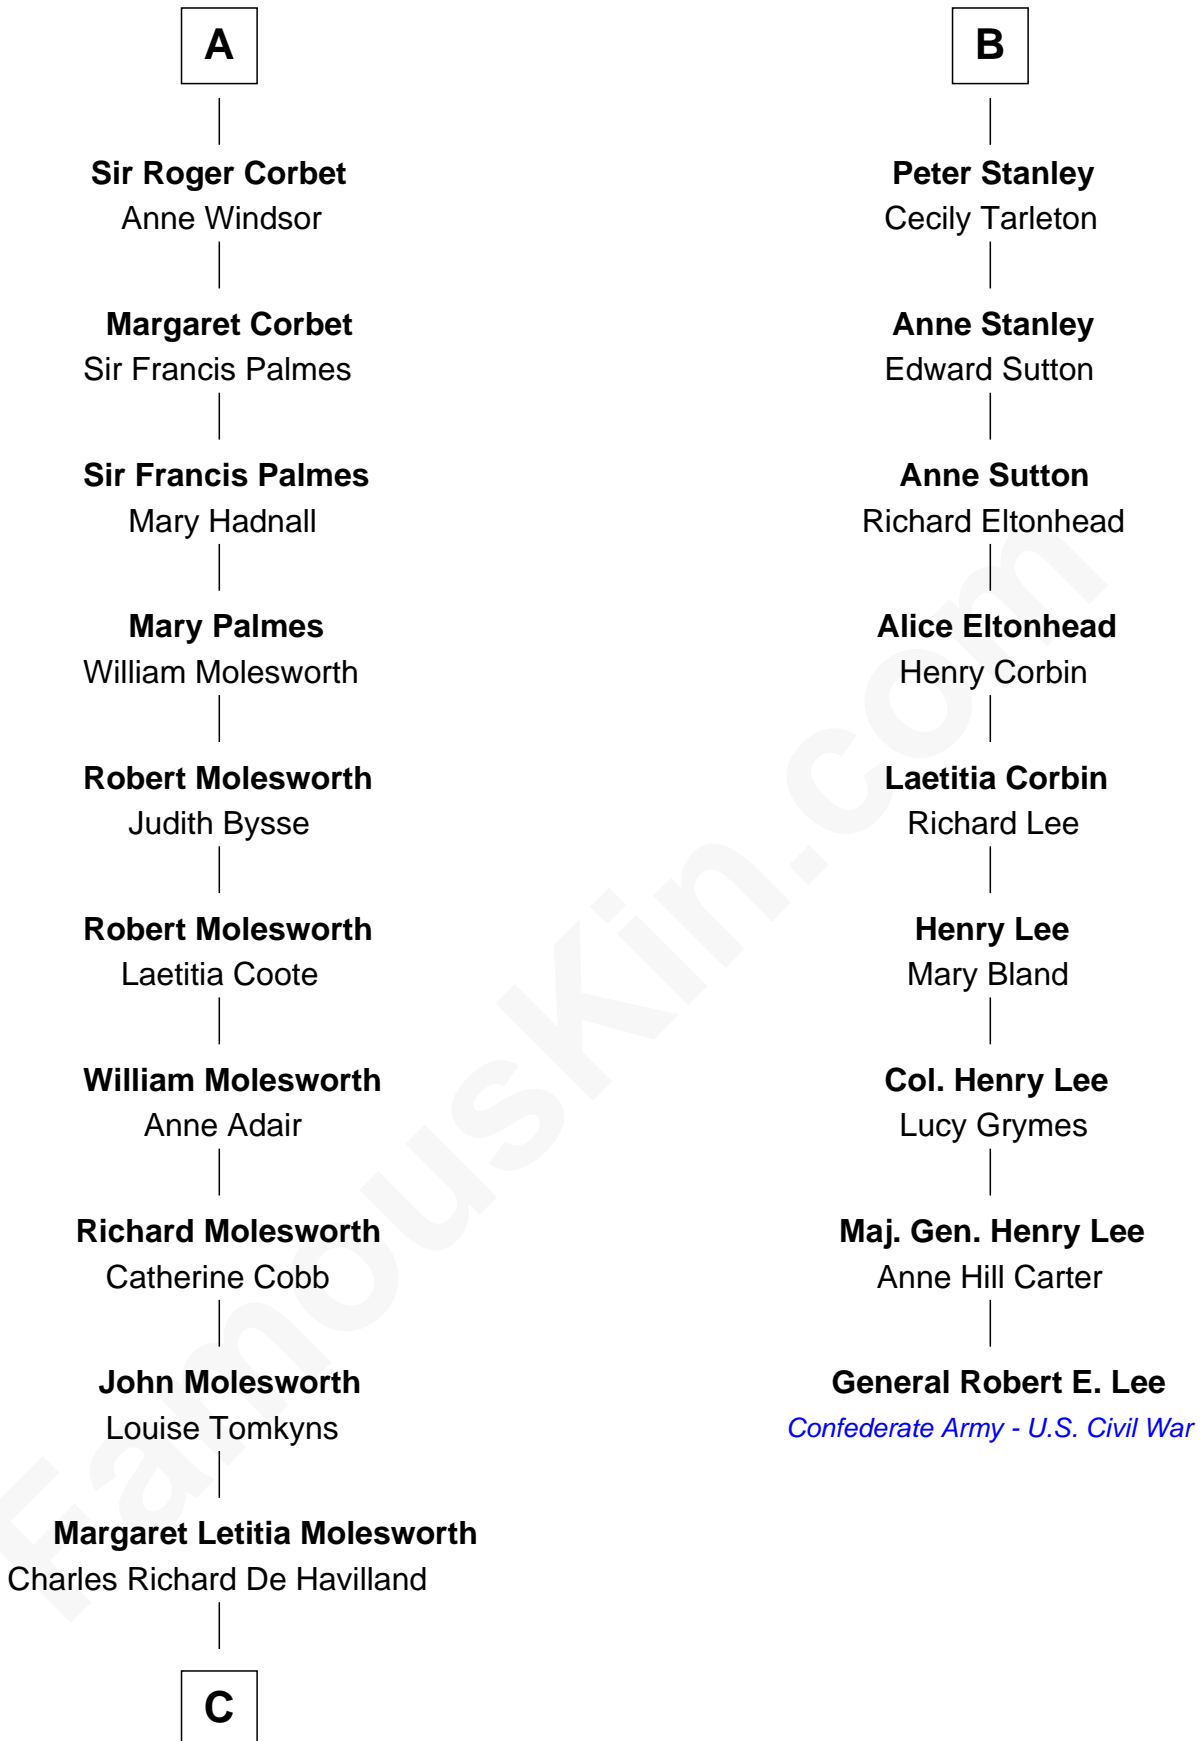 A
Sir Roger Corbet
Anne Windsor
Margaret Corbet
Sir Francis Palmes
Sir Francis Palmes
Mary Hadnall
Mary Palmes
William Molesworth
Robert Molesworth
Judith Bysse
Robert Molesworth
Laetitia Coote
William Molesworth
Anne Adair
Richard Molesworth
Catherine Cobb
John Molesworth
Louise Tomkyns
Margaret Letitia Molesworth
Charles Richard De Havilland
C
B
Peter Stanley
Cecily Tarleton
Anne Stanley
Edward Sutton
Anne Sutton
Richard Eltonhead
Alice Eltonhead
Henry Corbin
Laetitia Corbin
Richard Lee
Henry Lee
Mary Bland
Col. Henry Lee
Lucy Grymes
Maj. Gen. Henry Lee
Anne Hill Carter
General Robert E. Lee
Confederate Army - U.S. Civil War
FamousKin.com